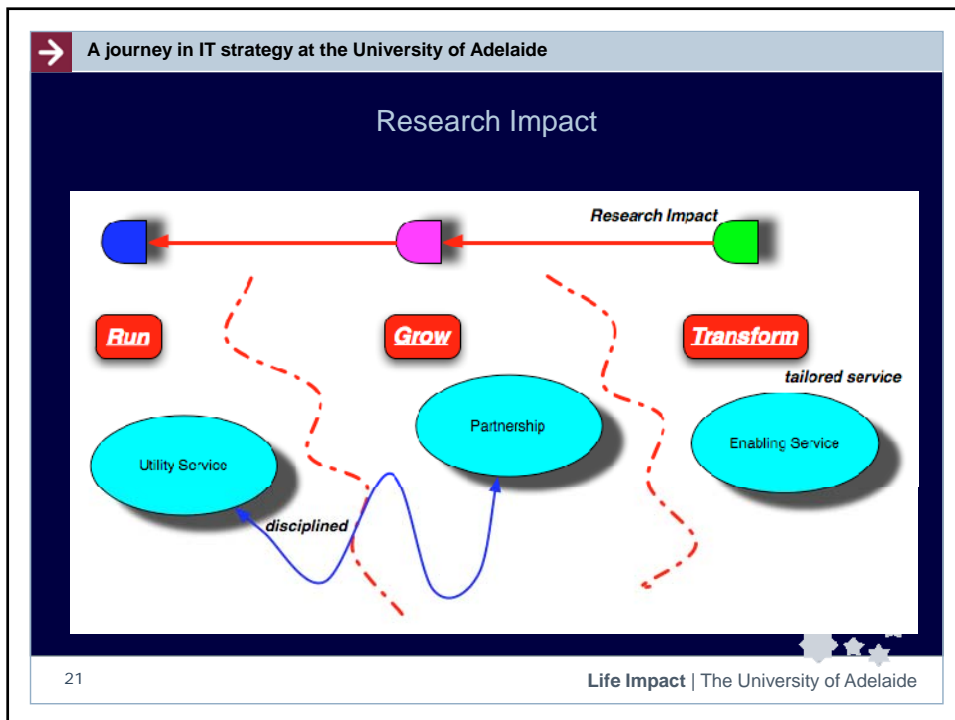 A journey in IT strategy at the University of Adelaide
Research Impact
Research Impact
Run
Grow
Transform
tailored service
Partnership
Enabling Service
Utility Service
disciplined
21
Life Impact | The University of Adelaide